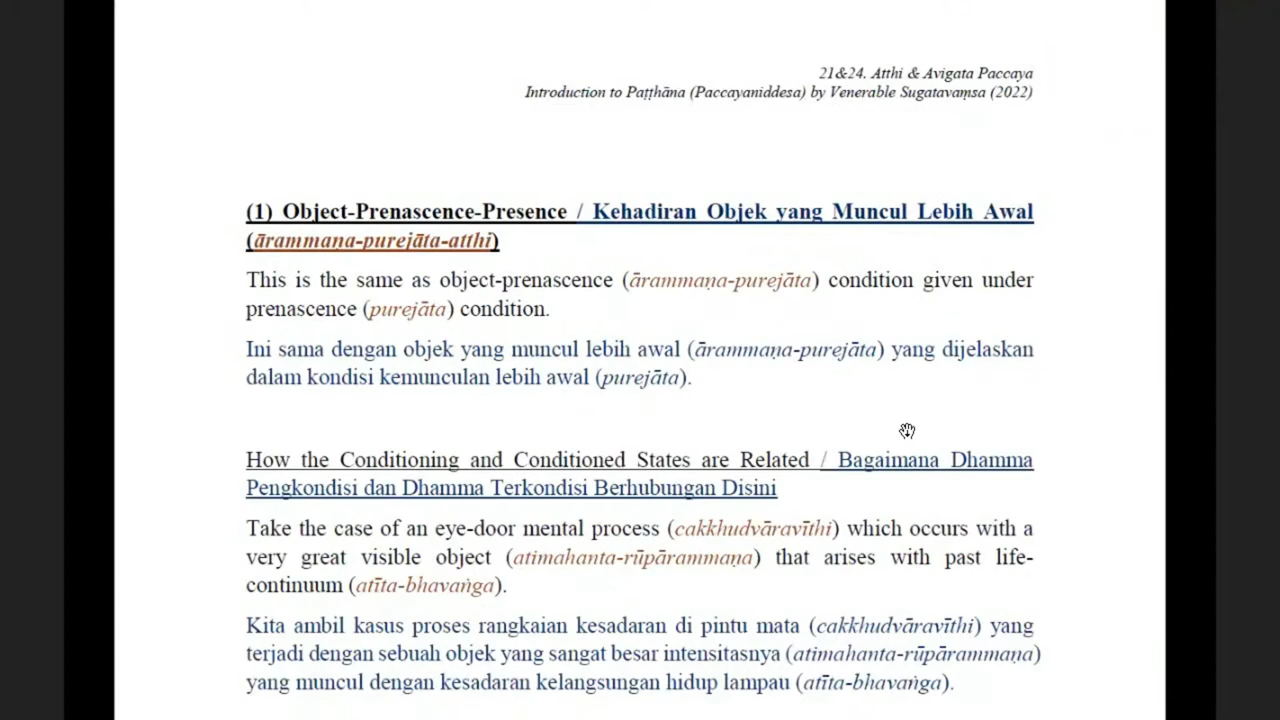 21&24. Atthi & Avigata Paccaya
Introduction to Paṭṭhāna (Paccayaniddesa) by Venerable Sugatavaṃsa (2022)
(1) Object-Prenascence-Presence / Kehadiran Objek yang Muncul Lebih Awal
(ārammaṇa-purejāta-atthi)
This is the same as object-prenascence (ārammaṇa-purejāta) condition given under
prenascence (purejāta) condition.
Ini sama dengan objek yang muncul lebih awal (ārammaṇa-purejāta) yang dijelaskan
dalam kondisi kemunculan lebih awal (purejāta).
How the Conditioning and Conditioned States are Related / Bagaimana Dhamma
Pengkondisi dan Dhamma Terkondisi Berhubungan Disini
Take the case of an eye-door mental process (cakkhudvāravīthi) which occurs with a
very great visible object (atimahanta-rūpārammaṇa) that arises with past life-
continuum (atīta-bhavaṅga).
Kita ambil kasus proses rangkaian kesadaran di pintu mata (cakkhudvāravīthi) yang
terjadi dengan sebuah objek yang sangat besar intensitasnya (atimahanta-rūpārammaṇa)
yang muncul dengan kesadaran kelangsungan hidup lampau (atīta-bhavaṅga).